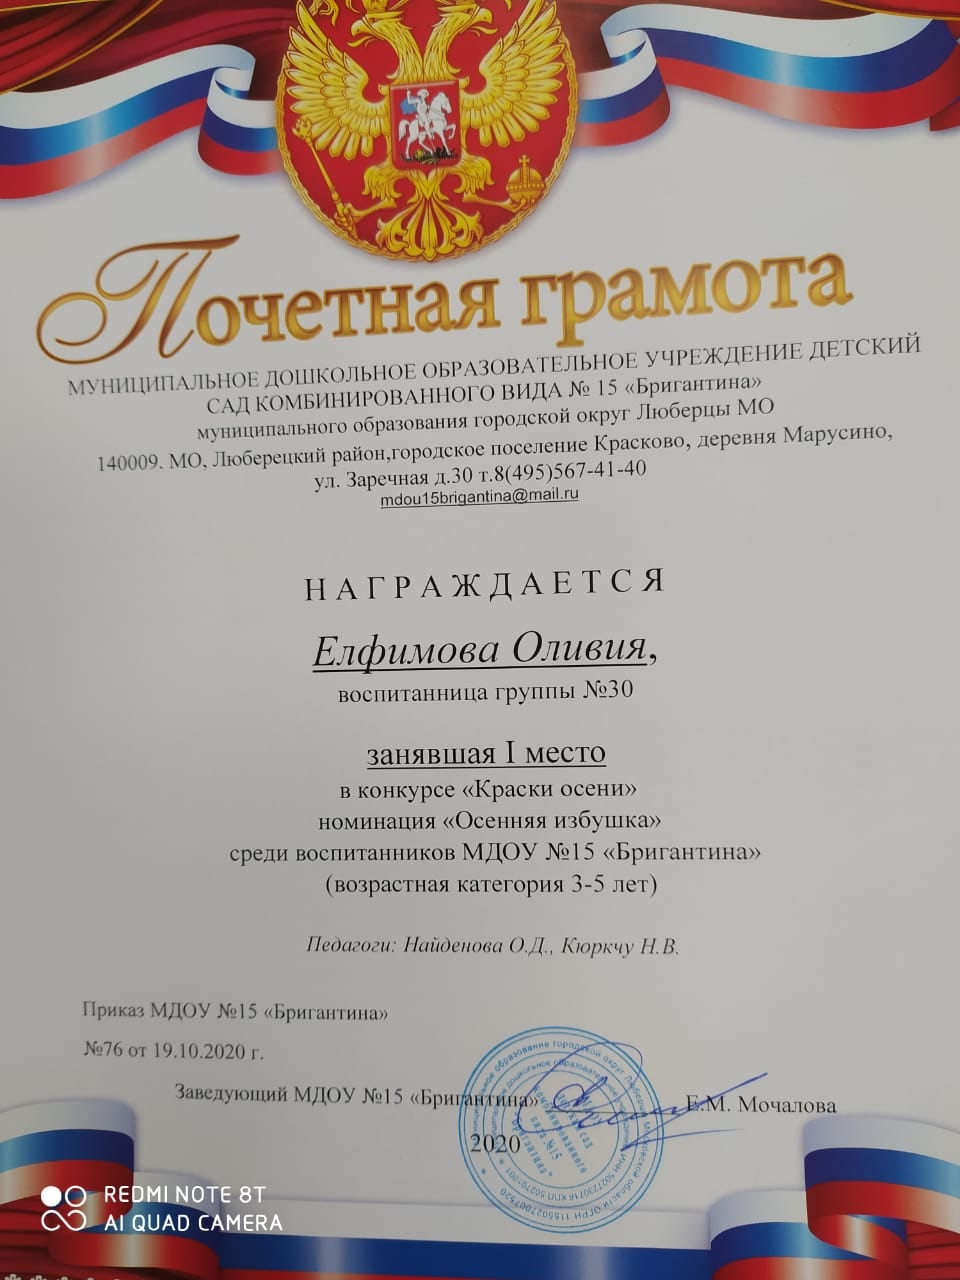 Почетная грамота
МУНИЦИПАЛЬНОЕ ДОШКОЛЬНОЕ ОБРАЗОВАТЕЛЬНОЕ УЧРЕЖДЕНИЕ ДЕТСКИЙ
САД КОМБИНИРОВАННОГО ВИДА № 15 «Бригантина»
муниципального образования городской округ Люберцы МО
140009. МО, Люберецкий район,городское поселение Красково, деревня Марусино,
ул. Заречная д.30 т.8(495)567-41-40
mdou15brigantina@mail.ru
НАГРАЖДАЕТСЯ
Елфимова Оливия,
воспитанница группы №30
занявшая I место
в конкурсе «Краски осени»
номинация «Осенняя избушка»
среди воспитанников МДОУ №15 «Бригантина»
(возрастная категория 3-5 лет)
Педагоги: Найденова О.Д., Кюркчу Н.В.
Приказ МДОУ №15 «Бригантина»
№76 от 19.10.2020 г.
Заведующий МДОУ №15 «Бригантина» Е.М. Мочалова
2020
REDMI NOTE 8T
AI QUAD CAMERA